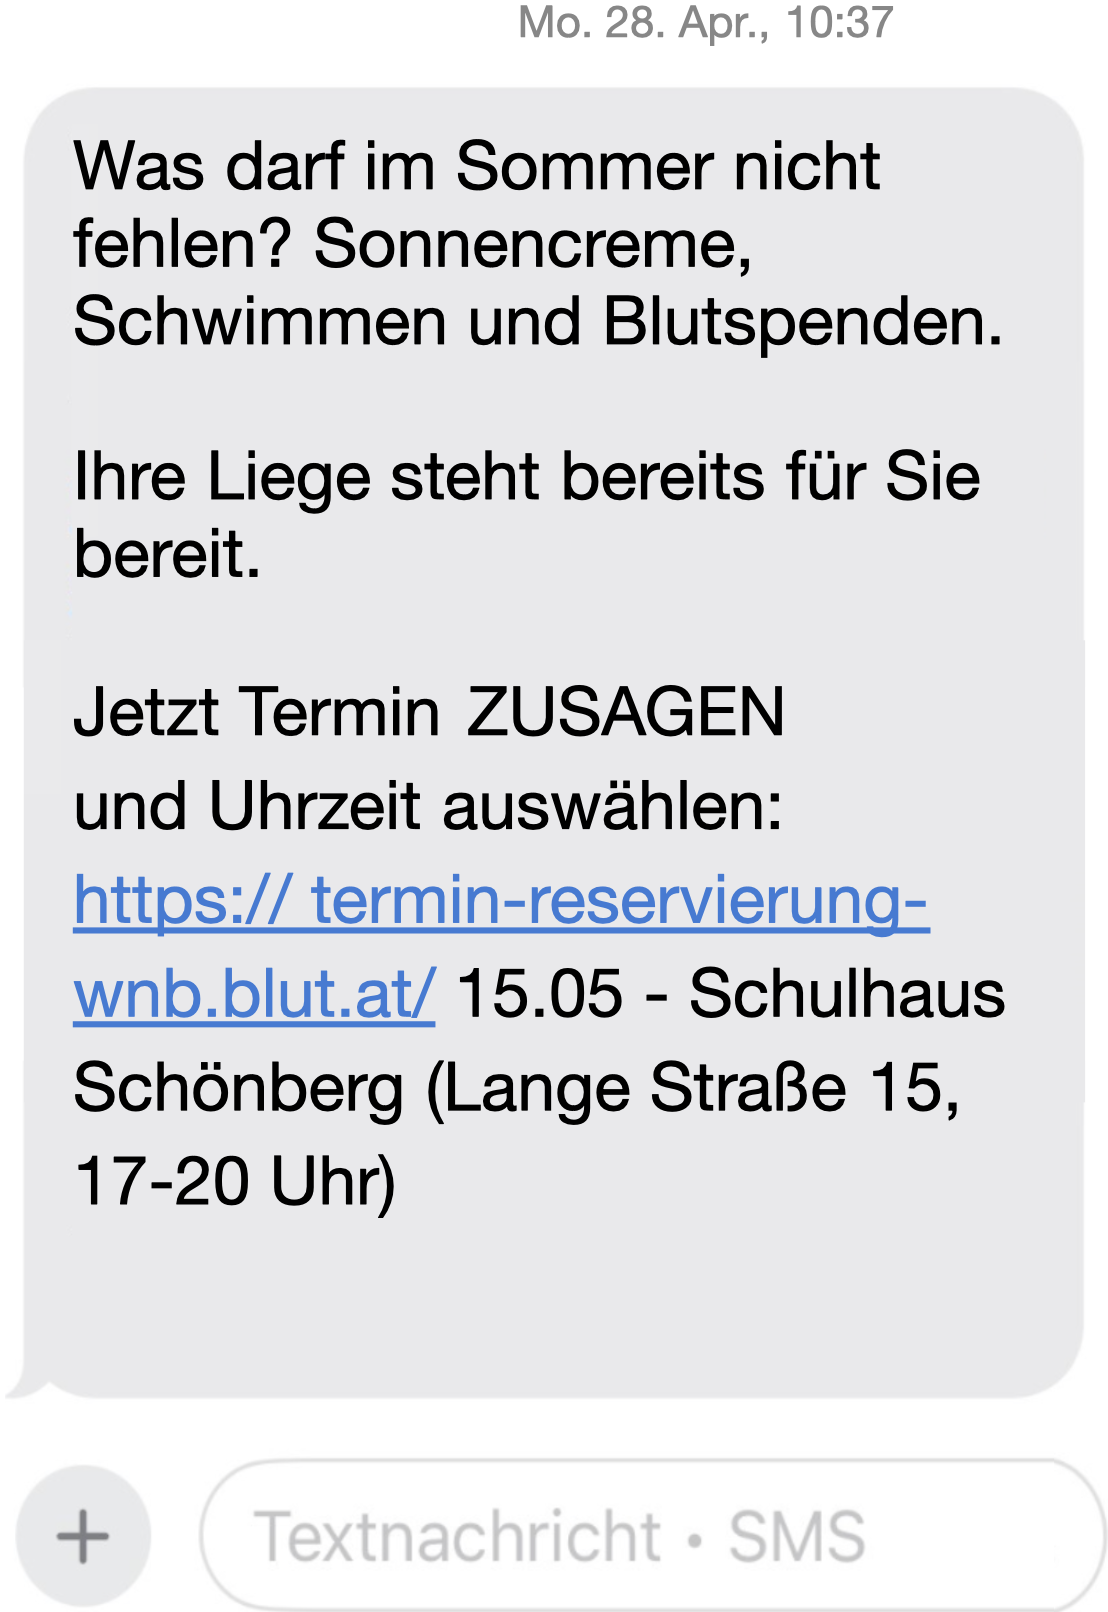 Mo. 28. Apr., 10:37
Was darf im Sommer nicht
fehlen? Sonnencreme,
Schwimmen und Blutspenden.
Ihre Liege steht bereits für Sie
bereit.
Jetzt Termin ZUSAGEN
und Uhrzeit auswählen:
https:// termin-reservierung-
wnb.blut.at/ 15.05 - Schulhaus
Schönberg (Lange Straße 15,
17-20 Uhr)
+
Textnachricht • SMS